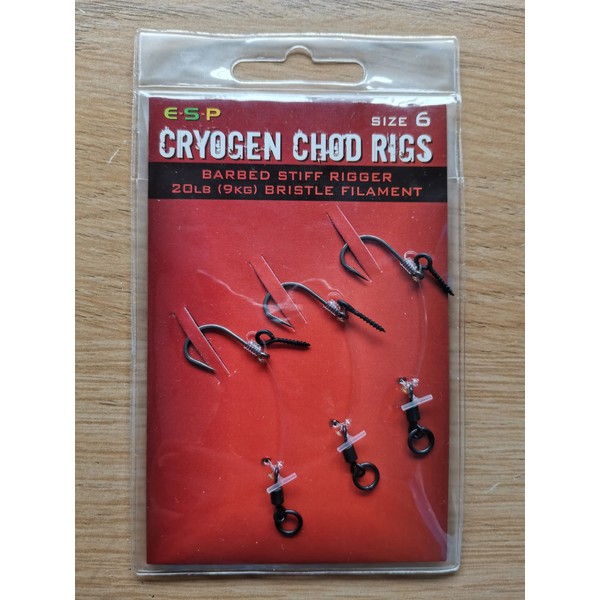 E·S·P
SIZE 6
CRYOGEN CHOD RIGS
BARBED STIFF RIGGER
20LB (9KG) BRISTLE FILAMENT